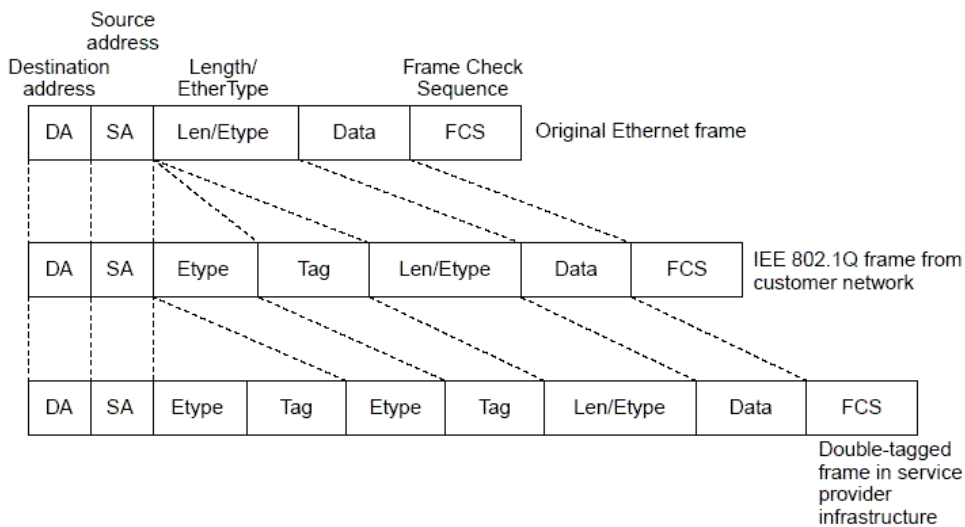 Source
address
Destination
address
Length/
EtherType
Frame Check
Sequence
DA SA Len/Etype Data FCS
Original Ethernet frame
DA SA Etype Tag Len/Etype Data FCS
IEE 802.1Q frame from
customer network
DA SA Etype Tag Etype Tag Len/Etype Data FCS
Double-tagged
frame in service
provider
infrastructure